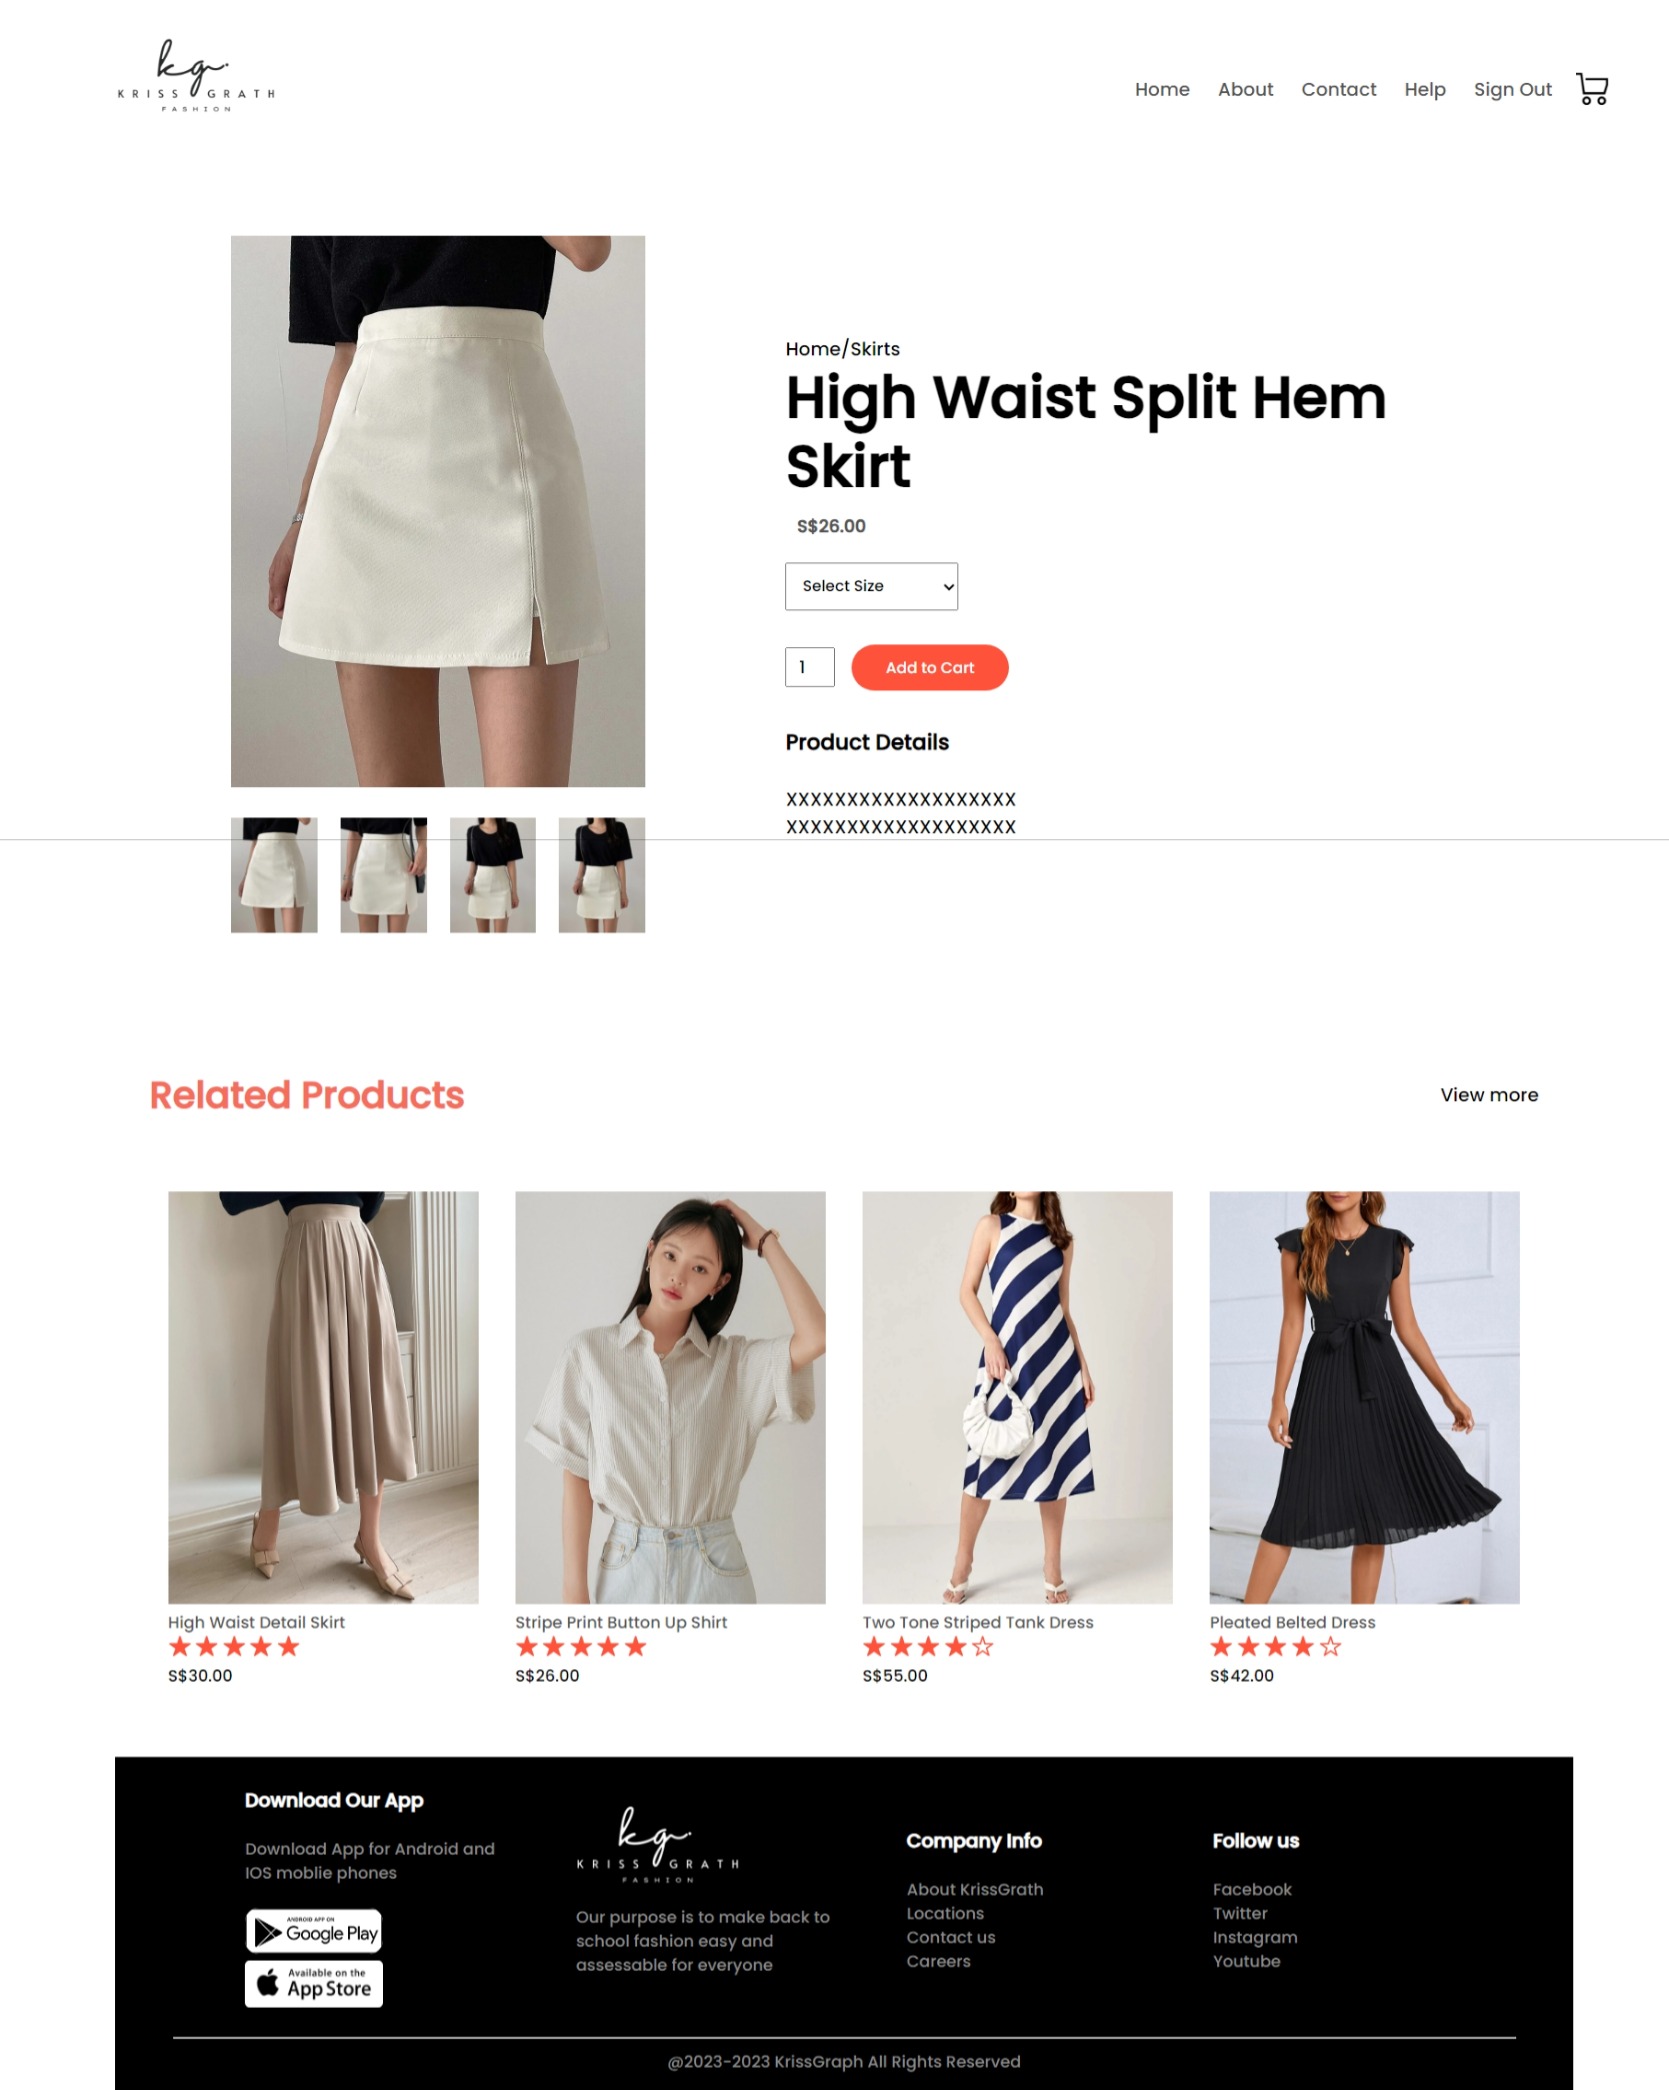 kg.
KRISS GRATH
FASHION
Home About Contact Help Sign Out
Home/Skirts
High Waist Split Hem
Skirt
S$26.00
Select Size
1 Add to Cart
Product Details
XXXXXXXXXXXXXXXXXXX
XXXXXXXXXXXXXXXXXXX
Related Products View more
High Waist Detail Skirt
S$30.00
Stripe Print Button Up Shirt
S$26.00
Two Tone Striped Tank Dress
S$55.00
Pleated Belted Dress
S$42.00
Download Our App
Download App for Android and
IOS moblie phones
ANDROID APP ON
Google Play
Available on the
App Store
kg.
KRISS GRATH
FASHION
Our purpose is to make back to
school fashion easy and
assessable for everyone
Company Info
About KrissGrath
Locations
Contact us
Careers
Follow us
Facebook
Twitter
Instagram
Youtube
@2023-2023 KrissGraph All Rights Reserved